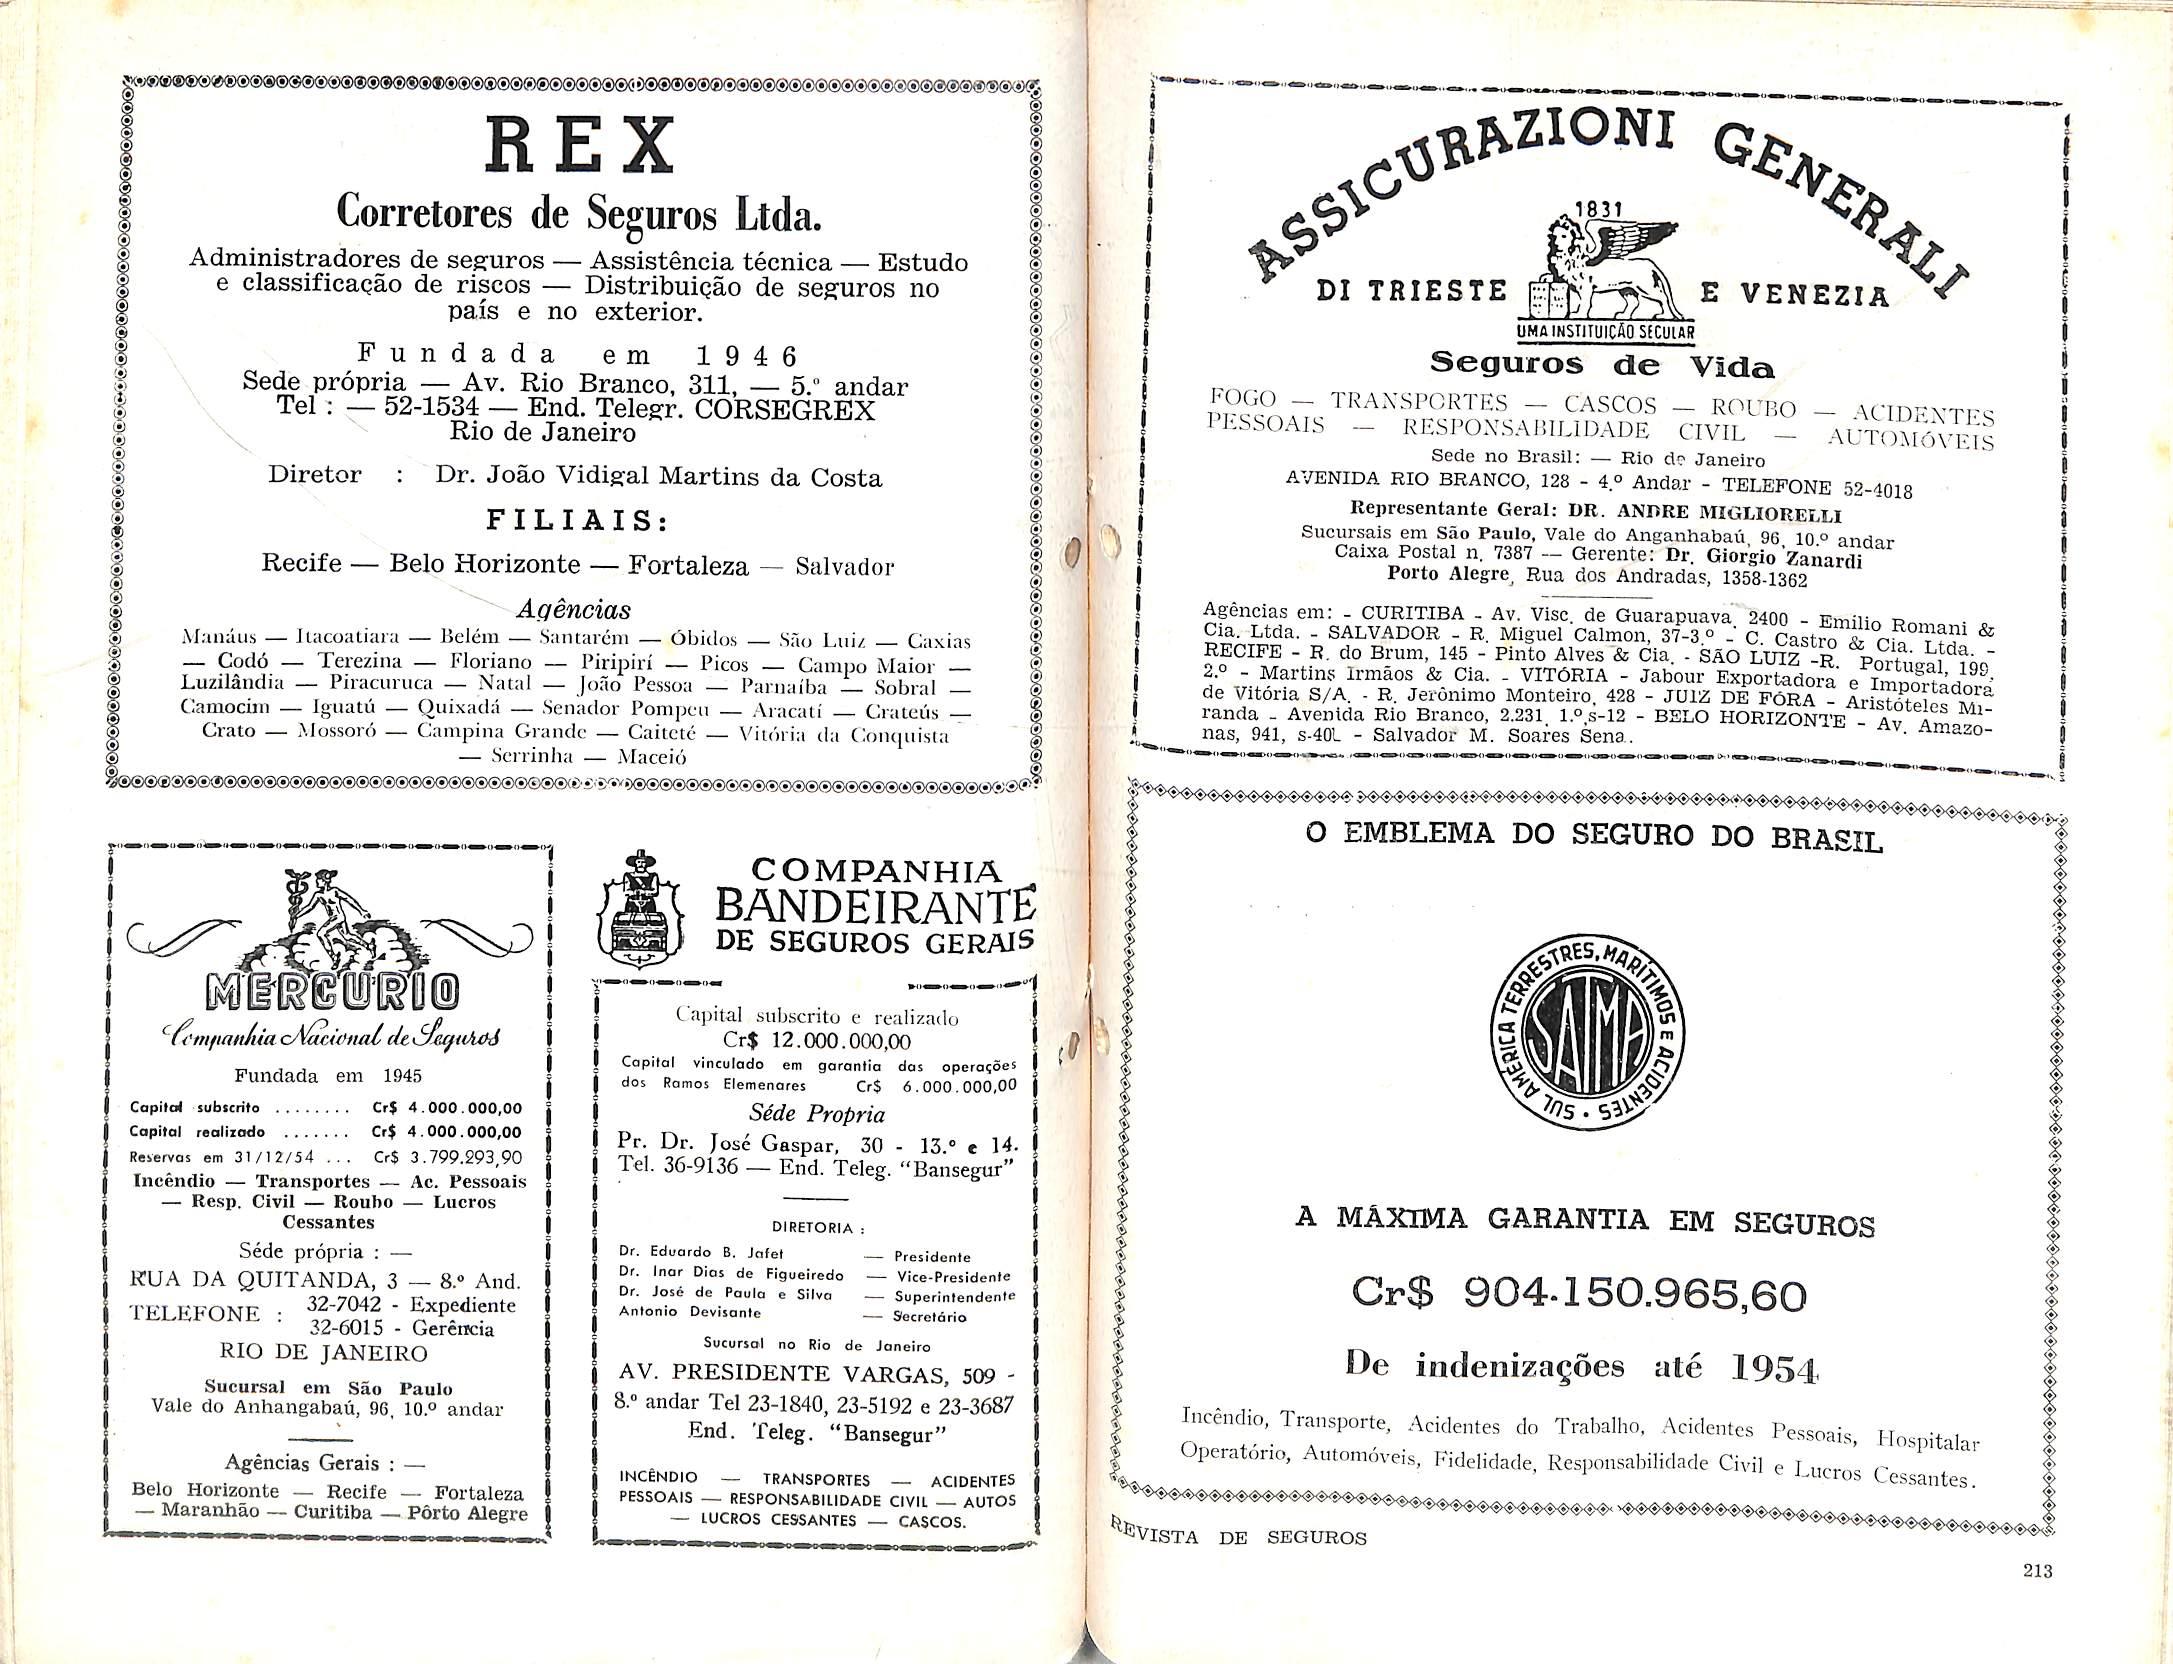 REX
Corretores de Seguros Ltda.
Administradores de seguros — Assistência técnica — Estudo
e classificação de riscos — Distribuição de seguros no
país e no exterior.
Fundada em 1946
Sede própria — Av. Rio Branco, 311, — 5.º andar
Tel : — 52-1534 — End. Telegr. CORSEGREX
Rio de Janeiro
Diretor : Dr. João Vidigal Martins da Costa
FILIAIS:
Recife — Belo Horizonte — Fortaleza — Salvador
Agências
Manáus — Itacoatiara — Belém — Santarém — Óbidos — São Luiz — Caxias
— Codó — Terezina — Floriano — Piripirí — Picos — Campo Maior —
Luzilândia — Piracuruca — Natal — João Pessoa — Parnaíba — Sobral —
Camocim — Iguatú — Quixadá — Senador Pompeu — Aracatí — Crateús —
Crato — Mossoró — Campina Grande — Caiteté — Vitória da Conquista
— Serrinha — Maceió
MERCURIO
Companhia Nacional de Seguros
Fundada em 1945
Capital subscrito ........ Cr$ 4.000.000,00
Capital realizado ....... Cr$ 4.000.000,00
Reservas em 31/12/54 ... Cr$ 3.799.293,90
Incêndio — Transportes — Ac. Pessoais
— Resp. Civil — Roubo — Lucros
Cessantes
Séde própria : —
RUA DA QUITANDA, 3 — 8.º And.
TELEFONE : 32-7042 - Expediente
32-6015 - Gerência
RIO DE JANEIRO
Sucursal em São Paulo
Vale do Anhangabaú, 96, 10.º andar
Agências Gerais : —
Belo Horizonte — Recife — Fortaleza
— Maranhão — Curitiba — Pôrto Alegre
COMPANHIA
BANDEIRANTE
DE SEGUROS GERAIS
Capital subscrito e realizado
Cr$ 12.000.000,00
Capital vinculado em garantia das operações
dos Ramos Elemenares Cr$ 6.000.000,00
Séde Propria
Pr. Dr. José Gaspar, 30 - 13.º e 14.
Tel. 36-9136 — End. Teleg. "Bansegur"
DIRETORIA :
Dr. Eduardo B. Jafet — Presidente
Dr. Inar Dias de Figueiredo — Vice-Presidente
Dr. José de Paula e Silva — Superintendente
Antonio Devisante — Secretário
Sucursal no Rio de Janeiro
AV. PRESIDENTE VARGAS, 509 -
8.º andar Tel 23-1840, 23-5192 e 23-3687
End. Teleg. "Bansegur"
INCÊNDIO — TRANSPORTES — ACIDENTES
PESSOAIS — RESPONSABILIDADE CIVIL — AUTOS
— LUCROS CESSANTES — CASCOS.
ASSICURAZIONI GENERALI
1831
DI TRIESTE E VENEZIA
UMA INSTITUIÇÃO SECULAR
Seguros de Vida
FOGO — TRANSPORTES — CASCOS — ROUBO — ACIDENTES
PESSOAIS — RESPONSABILIDADE CIVIL — AUTOMÓVEIS
Sede no Brasil: — Rio de Janeiro
AVENIDA RIO BRANCO, 128 - 4.º Andar - TELEFONE 52-4018
Representante Geral: DR. ANDRE MIGLIORELLI
Sucursais em São Paulo, Vale do Anganhabaú, 96, 10.º andar
Caixa Postal n. 7387 — Gerente: Dr. Giorgio Zanardi
Porto Alegre, Rua dos Andradas, 1358-1362
Agências em: - CURITIBA - Av. Visc. de Guarapuava, 2400 - Emilio Romani &
Cia. Ltda. - SALVADOR - R. Miguel Calmon, 37-3.º - C. Castro & Cia. Ltda. -
RECIFE - R. do Brum, 145 - Pinto Alves & Cia. - SÃO LUIZ -R. Portugal, 199,
2.º - Martins Irmãos & Cia. - VITÓRIA - Jabour Exportadora e Importadora
de Vitória S/A. - R. Jerônimo Monteiro, 428 - JUIZ DE FÓRA - Aristóteles Mi-
randa - Avenida Rio Branco, 2.231, 1.º,s-12 - BELO HORIZONTE - Av. Amazo-
nas, 941, - Salvador M. Soares Sena.
O EMBLEMA DO SEGURO DO BRASIL
SUL AMÉRICA TERRESTRES, MARÍTIMOS E ACIDENTES •
SATMA
A MÁXIMA GARANTIA EM SEGUROS
Cr$ 904.150.965,60
De indenizações até 1954
Incêndio, Transporte, Acidentes do Trabalho, Acidentes Pessoais, Hospitalar
Operatório, Automóveis, Fidelidade, Responsabilidade Civil e Lucros Cessantes.
REVISTA DE SEGUROS
213